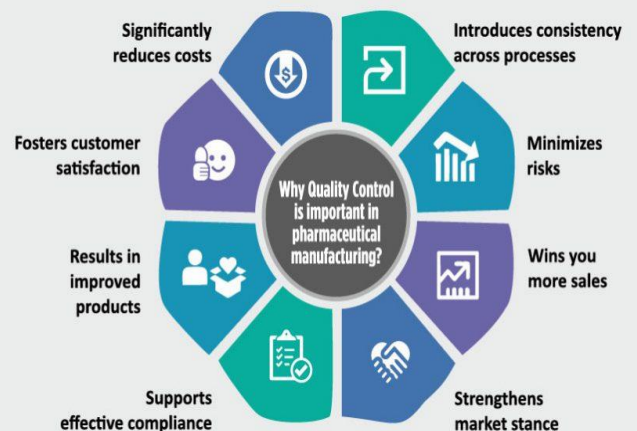 Why Quality Control
is important in
pharmaceutical
manufacturing?
Introduces consistency
across processes
Minimizes
risks
Wins you
more sales
Strengthens
market stance
Supports
effective compliance
Results in
improved
products
Fosters customer
satisfaction
Significantly
reduces costs
$